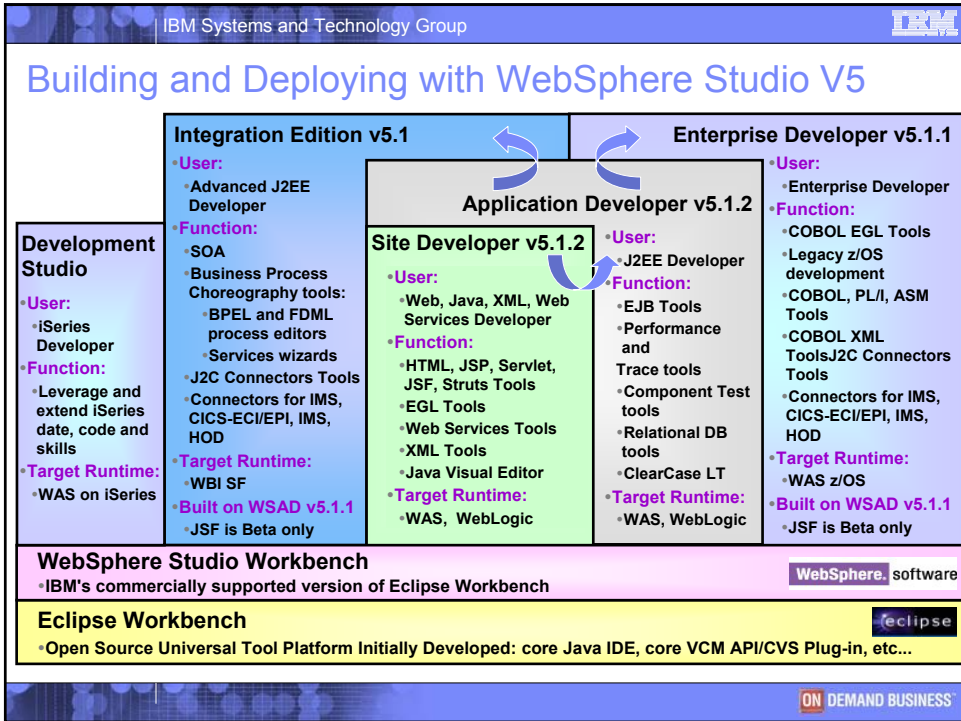 IBM Systems and Technology Group
IBM
Building and Deploying with WebSphere Studio V5
Development
Studio
•User:
•iSeries
Developer
•Function:
•Leverage and
extend iSeries
date, code and
skills
•Target Runtime:
•WAS on iSeries
Integration Edition v5.1
•User:
•Advanced J2EE
Developer
•Function:
•SOA
•Business Process
Choreography tools:
•BPEL and FDML
process editors
•Services wizards
•J2C Connectors Tools
•Connectors for IMS,
CICS-ECI/EPI, IMS,
HOD
•Target Runtime:
•WBI SF
•Built on WSAD v5.1.1
•JSF is Beta only
Site Developer v5.1.2
•User:
•Web, Java, XML, Web
Services Developer
•Function:
•HTML, JSP, Servlet,
JSF, Struts Tools
•EGL Tools
•Web Services Tools
•XML Tools
•Java Visual Editor
•Target Runtime:
•WAS, WebLogic
Application Developer v5.1.2
•User:
•J2EE Developer
•Function:
•EJB Tools
•Performance
and
Trace tools
•Component Test
tools
•Relational DB
tools
•ClearCase LT
•Target Runtime:
•WAS, WebLogic
Enterprise Developer v5.1.1
•User:
•Enterprise Developer
•Function:
•COBOL EGL Tools
•Legacy z/OS
development
•COBOL, PL/I, ASM
Tools
•COBOL XML
ToolsJ2C Connectors
Tools
•Connectors for IMS,
CICS-ECI/EPI, IMS,
HOD
•Target Runtime:
•WAS z/OS
•Built on WSAD v5.1.1
•JSF is Beta only
WebSphere Studio Workbench
•IBM's commercially supported version of Eclipse Workbench
WebSphere. software
Eclipse Workbench
eclipse
•Open Source Universal Tool Platform Initially Developed: core Java IDE, core VCM API/CVS Plug-in, etc...
ON DEMAND BUSINESS™